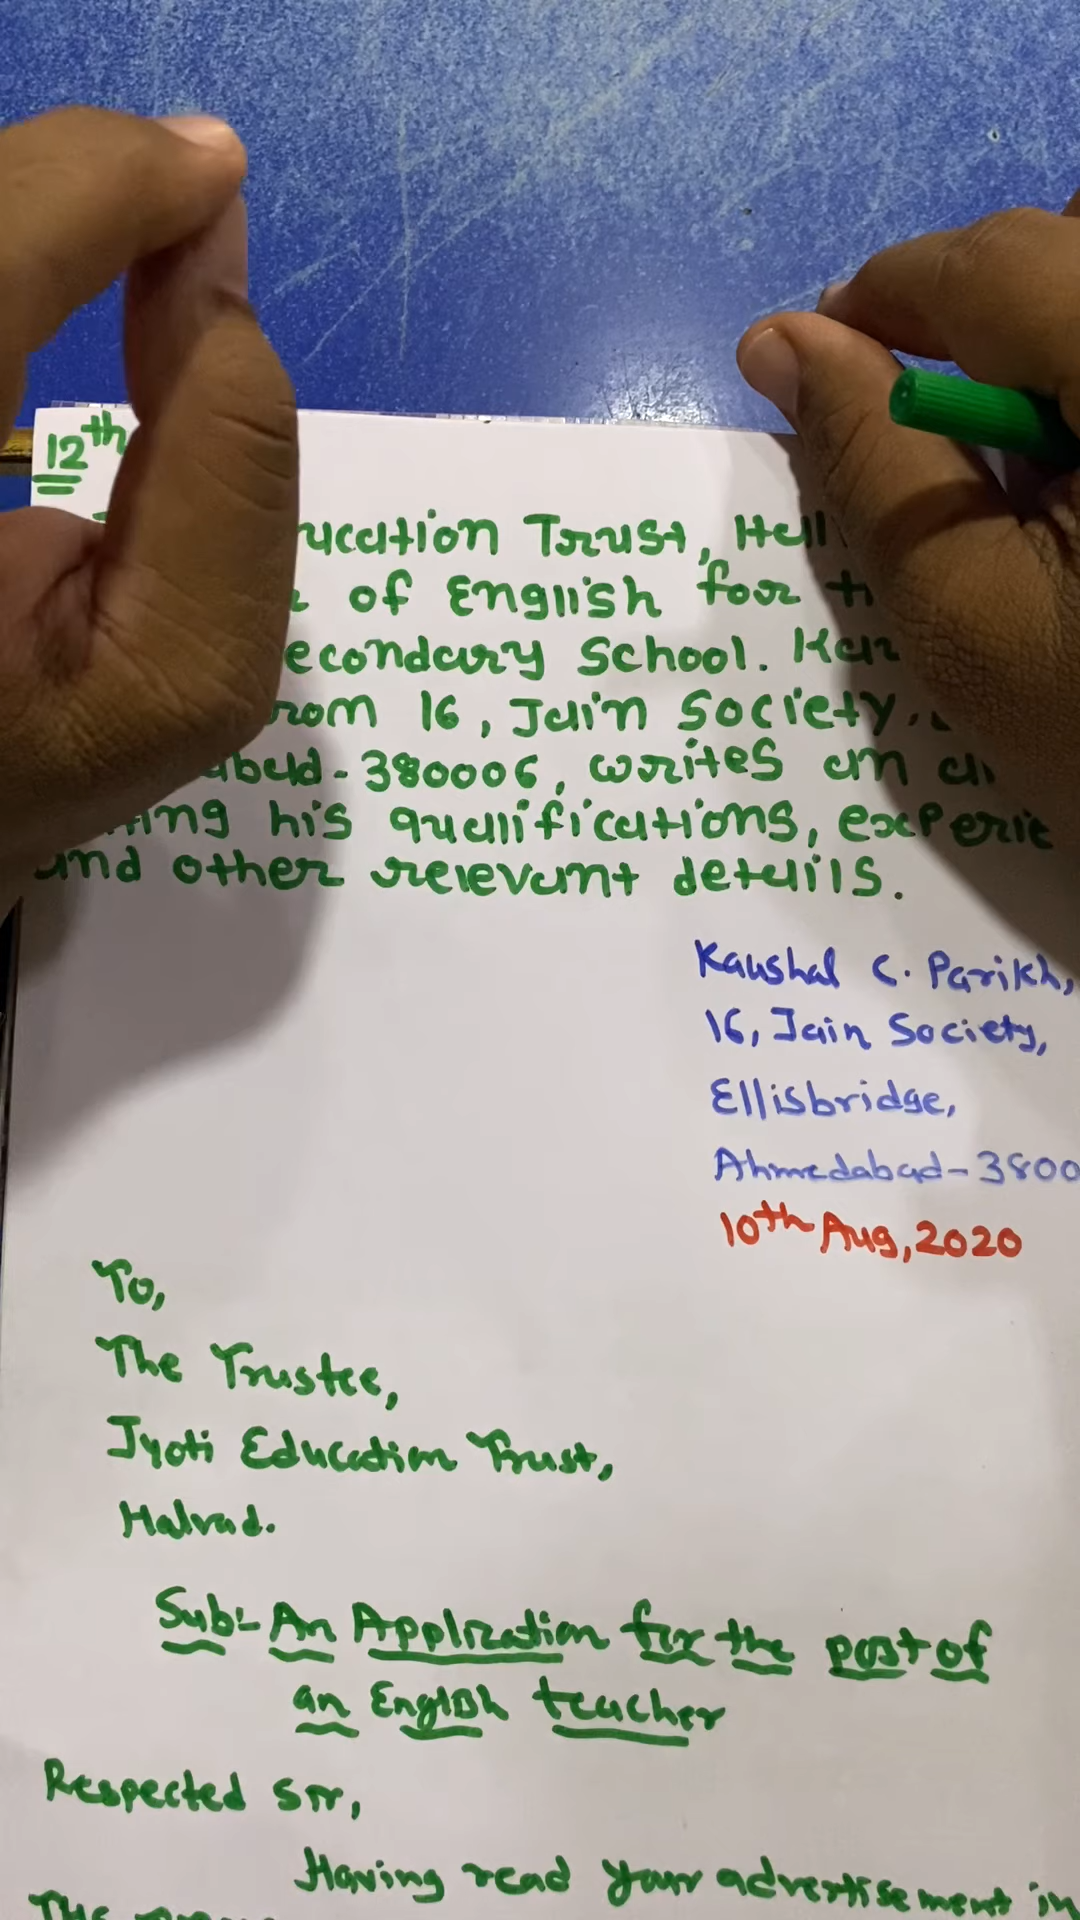 12th
ucation Trust, Hal
of English for t
econdary School. Kar
rom 16, Jain Society,
abad-380006, writes an a
ing his qualifications, experie
and other relevant details.
Kaushal C. Parikh,
16, Jain Society,
Ellisbridge,
Ahmedabad-3800
10th Aug, 2020
To,
The Trustee,
Jyoti Education Trust,
Halvad.
Sub:- An Application for the post of
an English teacher
Respected Sir,
Having read your advertisement in